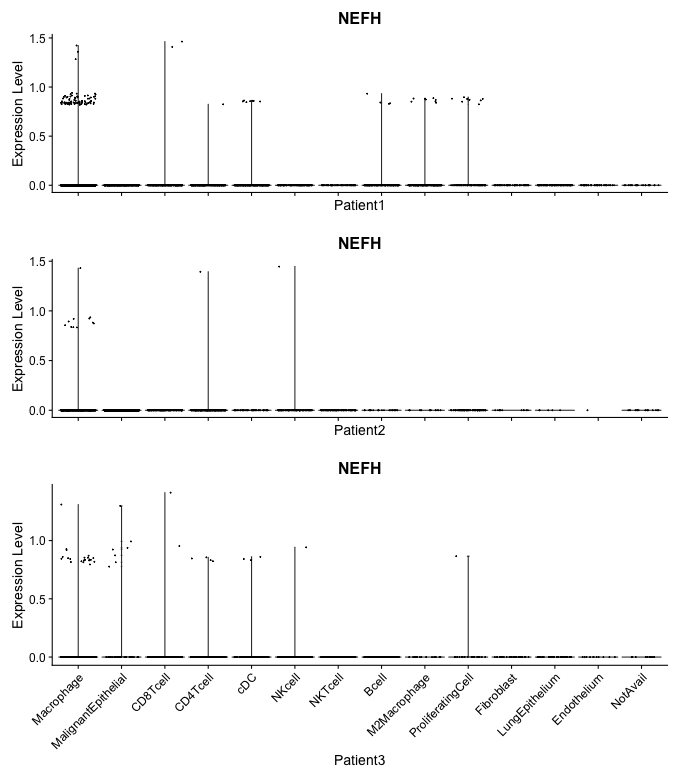 NEFH
1.5
1.0
0.5
0.0
Expression Level
Patient1
NEFH
1.5
1.0
0.5
0.0
Expression Level
Patient2
NEFH
1.0
0.5
0.0
Expression Level
Macrophage
MalignantEpithelial
CD8Tcell
CD4Tcell
cDC
NKcell
NKTcell
Bcell
M2Macrophage
ProliferatingCell
Fibroblast
LungEpithelium
Endothelium
NotAvail
Patient3